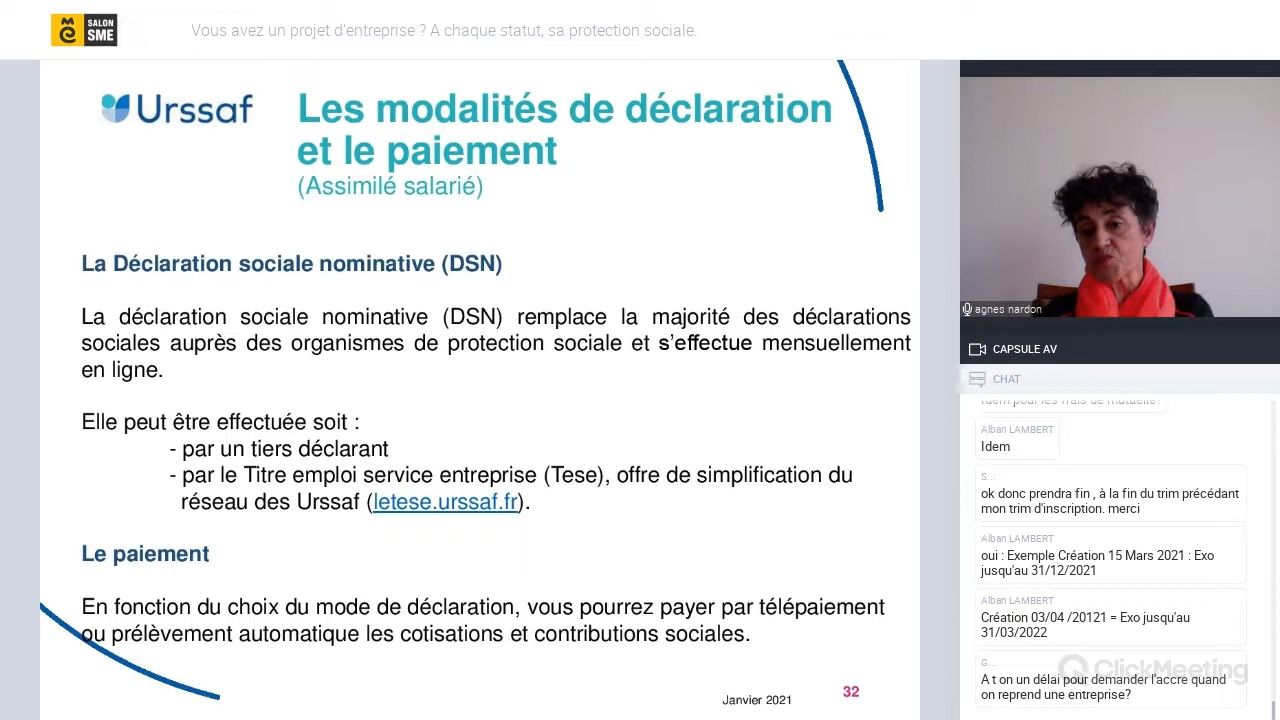 SALON
SME
Vous avez un projet d'entreprise ? A chaque statut, sa protection sociale.
Urssaf
Les modalités de déclaration
et le paiement
(Assimilé salarié)
La Déclaration sociale nominative (DSN)
La déclaration sociale nominative (DSN) remplace la majorité des déclarations
sociales auprès des organismes de protection sociale et s'effectue mensuellement
en ligne.
Elle peut être effectuée soit :
- par un tiers déclarant
- par le Titre emploi service entreprise (Tese), offre de simplification du
réseau des Urssaf (letese.urssaf.fr).
Le paiement
En fonction du choix du mode de déclaration, vous pourrez payer par télépaiement
ou prélèvement automatique les cotisations et contributions sociales.
Janvier 2021
32
agnes nardon
CAPSULE AV
CHAT
Idem pour les frais de mutuelle?
Alban LAMBERT
Idem
S...
ok donc prendra fin , à la fin du trim précédant
mon trim d'inscription. merci
Alban LAMBERT
oui : Exemple Création 15 Mars 2021 : Exo
jusqu'au 31/12/2021
Alban LAMBERT
Création 03/04 /20121 = Exo jusqu'au
31/03/2022
G...
A t on un délai pour demander l'accre quand
on reprend une entreprise?
ClickMeeting